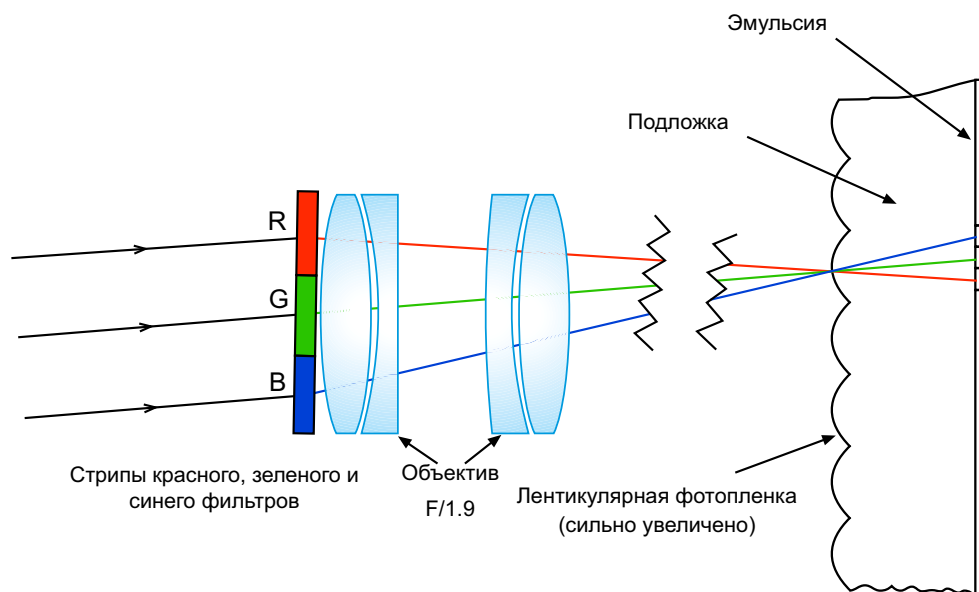 Эмульсия
Подложка
R
G
B
Стрипы красного, зеленого и
синего фильтров
Объектив
F/1.9
Лентикулярная фотопленка
(сильно увеличено)